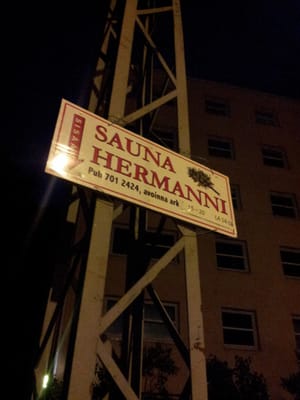 SAUNA
HERMANNI
Puh 701 2424, avoinna ark